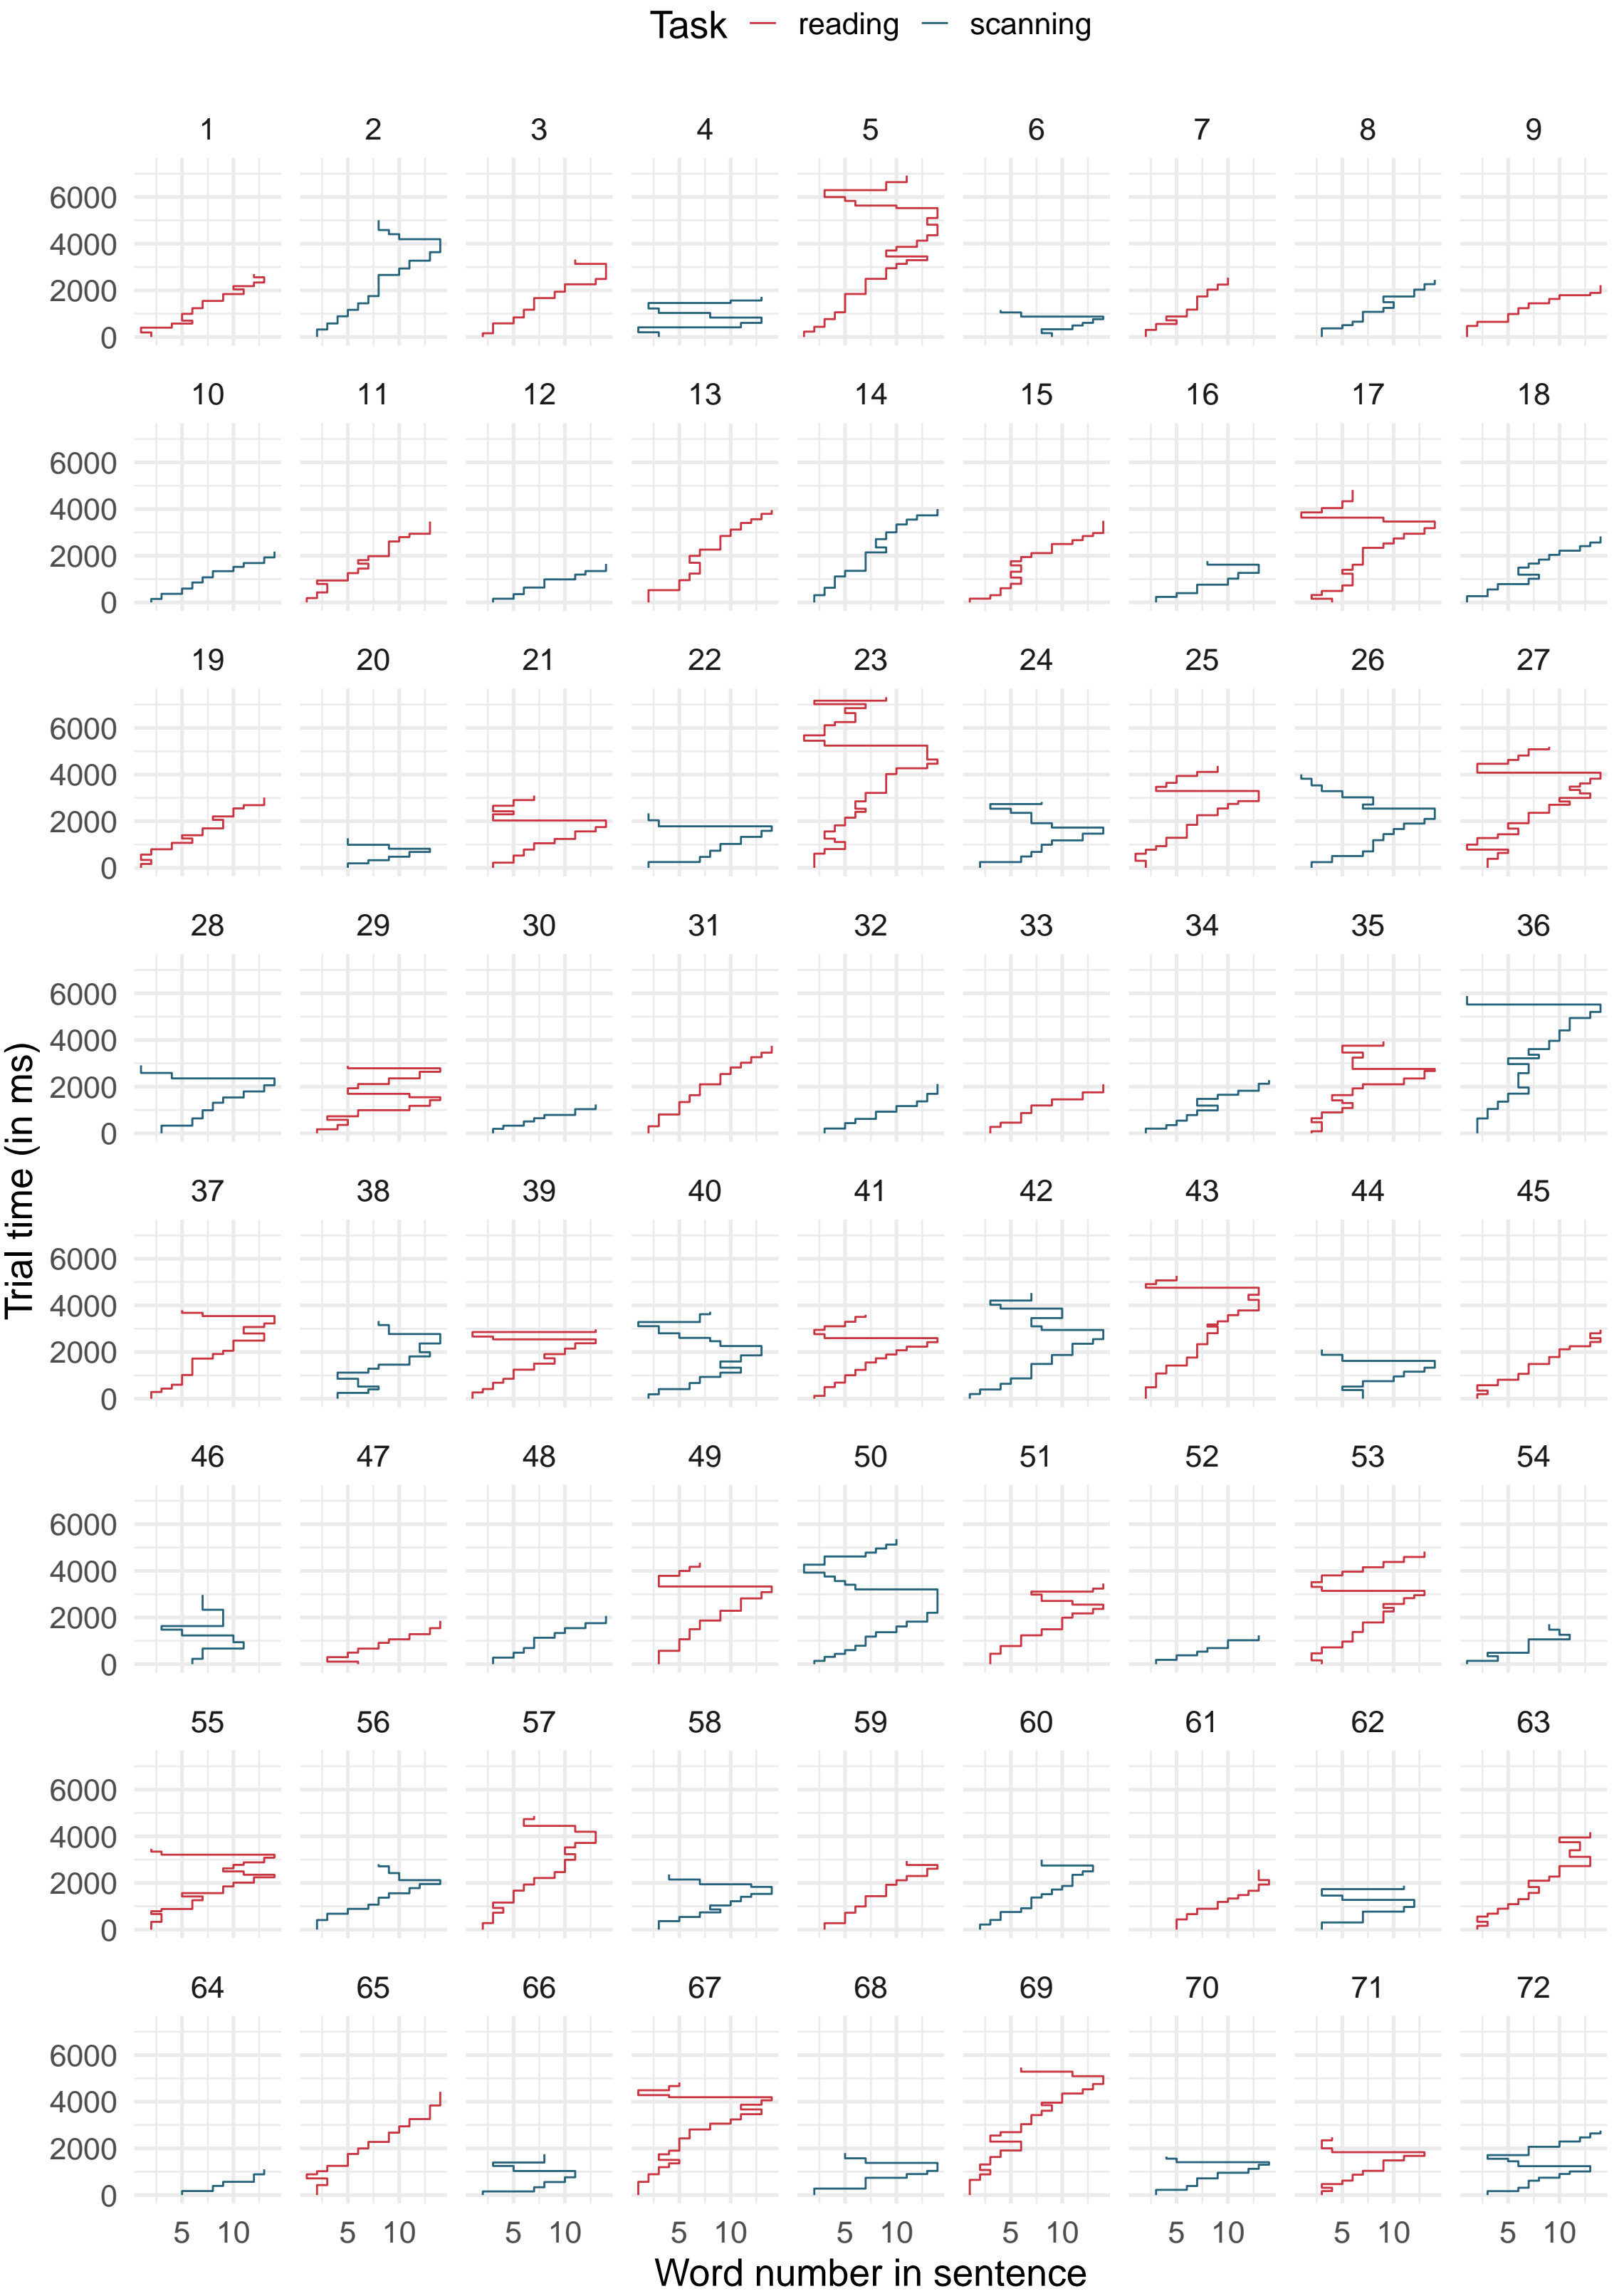 Task reading scanning
1 2 3 4 5 6 7 8 9
6000
4000
2000
0
10 11 12 13 14 15 16 17 18
6000
4000
2000
0
19 20 21 22 23 24 25 26 27
6000
4000
2000
0
28 29 30 31 32 33 34 35 36
6000
4000
2000
0
37 38 39 40 41 42 43 44 45
6000
4000
2000
0
46 47 48 49 50 51 52 53 54
6000
4000
2000
0
55 56 57 58 59 60 61 62 63
6000
4000
2000
0
64 65 66 67 68 69 70 71 72
6000
4000
2000
0
5 10 5 10 5 10 5 10 5 10 5 10 5 10 5 10 5 10
Word number in sentence
Trial time (in ms)